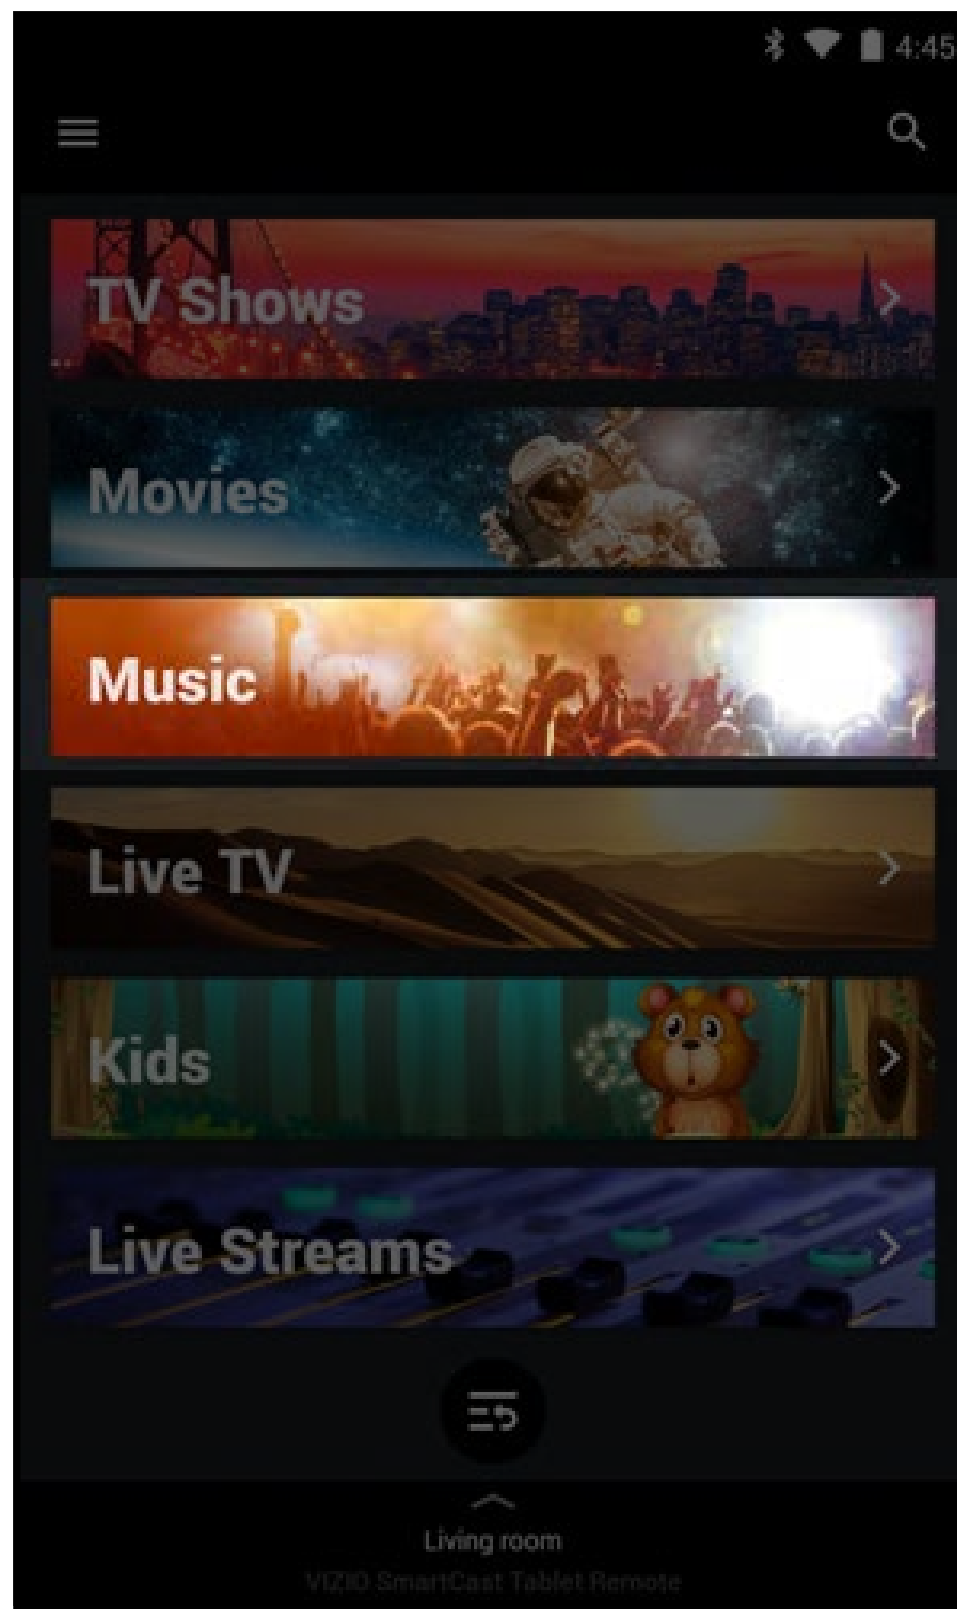 4:45
TV Shows
Movies
Music
Live TV
Kids
Live Streams
Living room
VIZIO SmartCast Tablet Remote